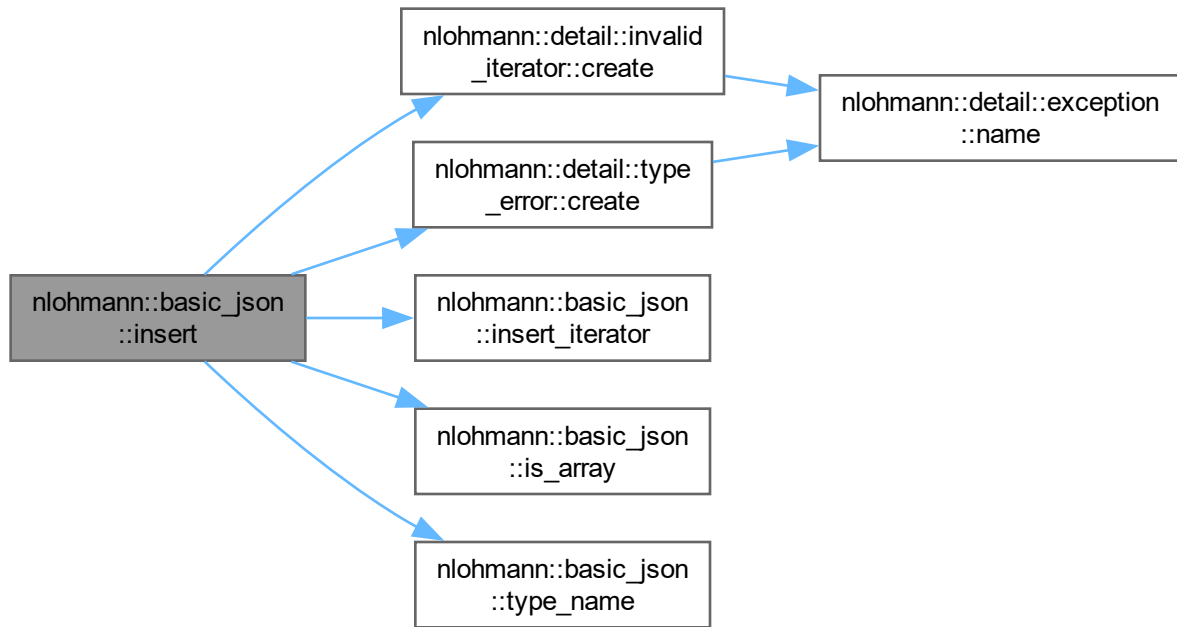 nlohmann::basic_json
::insert
nlohmann::detail::invalid
_iterator::create
nlohmann::detail::exception
::name
nlohmann::detail::type
_error::create
nlohmann::basic_json
::insert_iterator
nlohmann::basic_json
::is_array
nlohmann::basic_json
::type_name